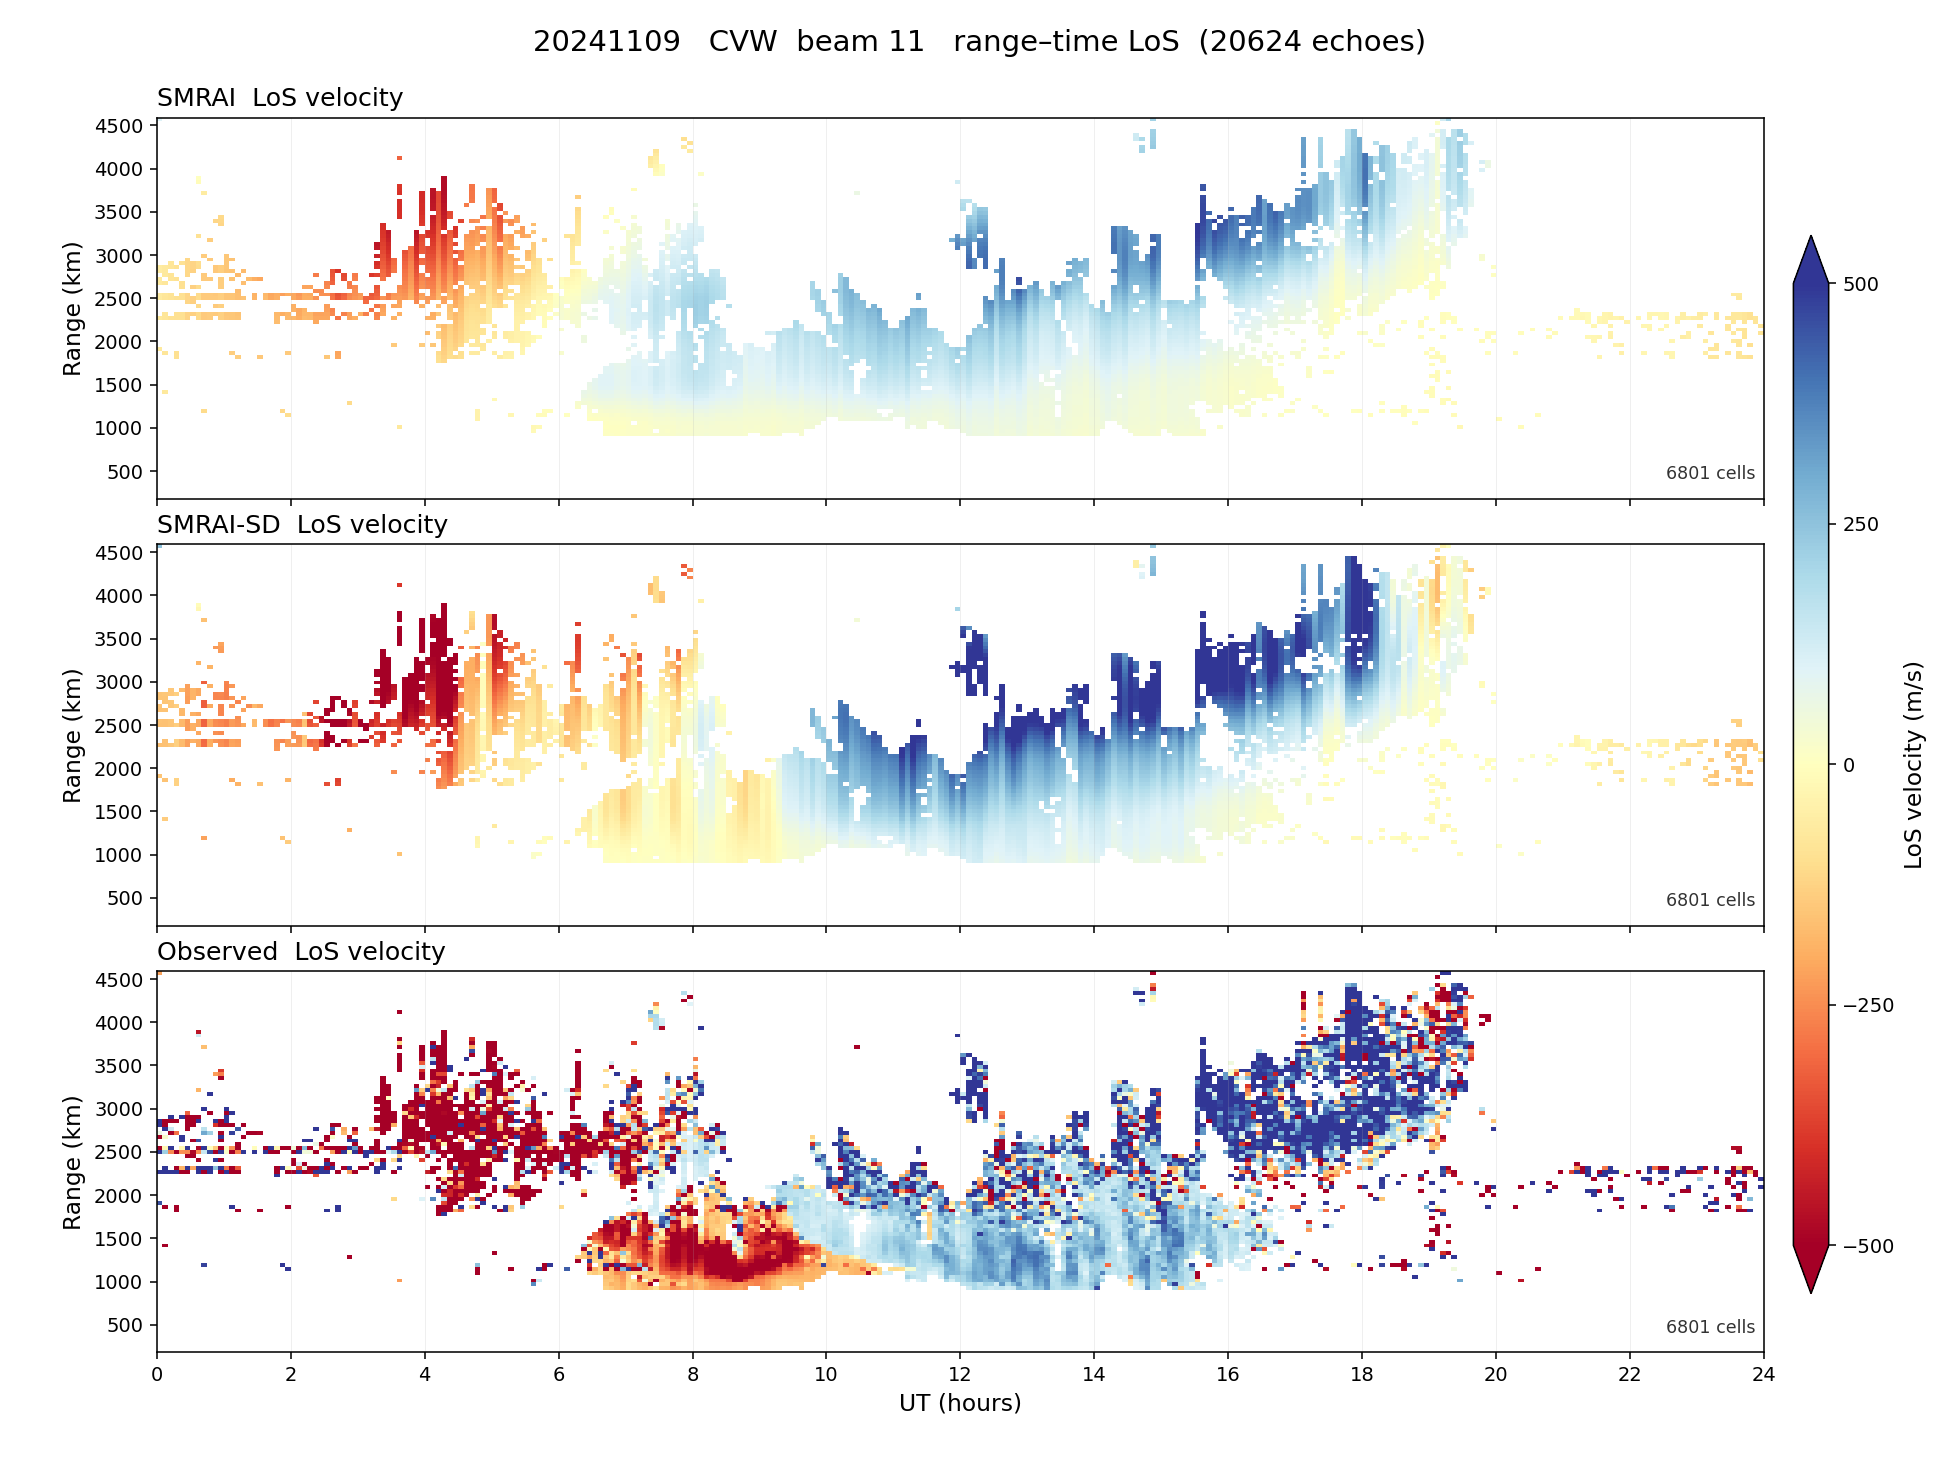 20241109 CVW beam 11 range–time LoS (20624 echoes)
SMRAI LoS velocity
4500
4000
3500
3000
2500
2000
1500
1000
500
Range (km)
6801 cells
SMRAI-SD LoS velocity
4500
4000
3500
3000
2500
2000
1500
1000
500
Range (km)
6801 cells
Observed LoS velocity
4500
4000
3500
3000
2500
2000
1500
1000
500
Range (km)
6801 cells
0 2 4 6 8 10 12 14 16 18 20 22 24
UT (hours)
500
250
0
−250
−500
LoS velocity (m/s)